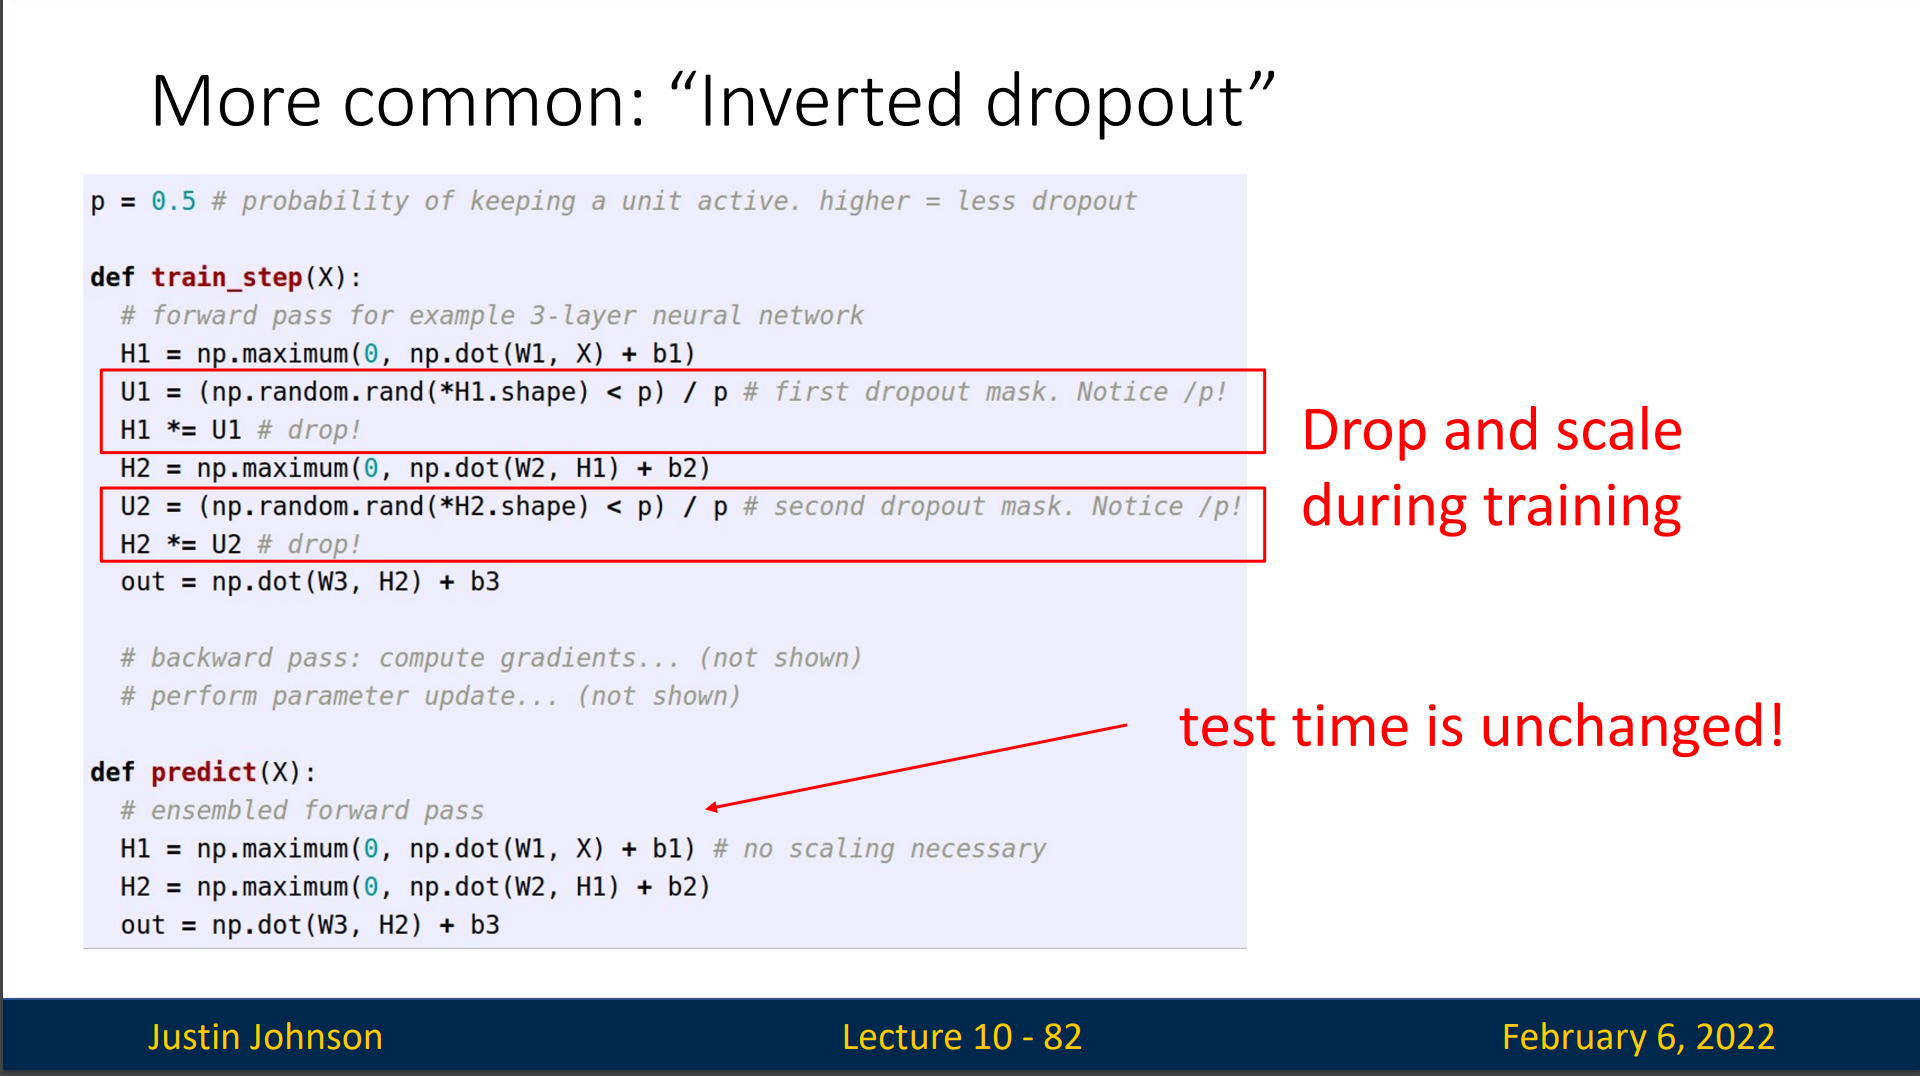 More common: “Inverted dropout”
p = 0.5 # probability of keeping a unit active. higher = less dropout
def train_step(X):
# forward pass for example 3-layer neural network
H1 = np.maximum(0, np.dot(W1, X) + b1)
U1 = (np.random.rand(*H1.shape) < p) / p # first dropout mask. Notice /p!
H1 *= U1 # drop!
H2 = np.maximum(0, np.dot(W2, H1) + b2)
U2 = (np.random.rand(*H2.shape) < p) / p # second dropout mask. Notice /p!
H2 *= U2 # drop!
out = np.dot(W3, H2) + b3
# backward pass: compute gradients... (not shown)
# perform parameter update... (not shown)
def predict(X):
# ensembled forward pass
H1 = np.maximum(0, np.dot(W1, X) + b1) # no scaling necessary
H2 = np.maximum(0, np.dot(W2, H1) + b2)
out = np.dot(W3, H2) + b3
Drop and scale
during training
test time is unchanged!
Justin Johnson
Lecture 10 - 82
February 6, 2022